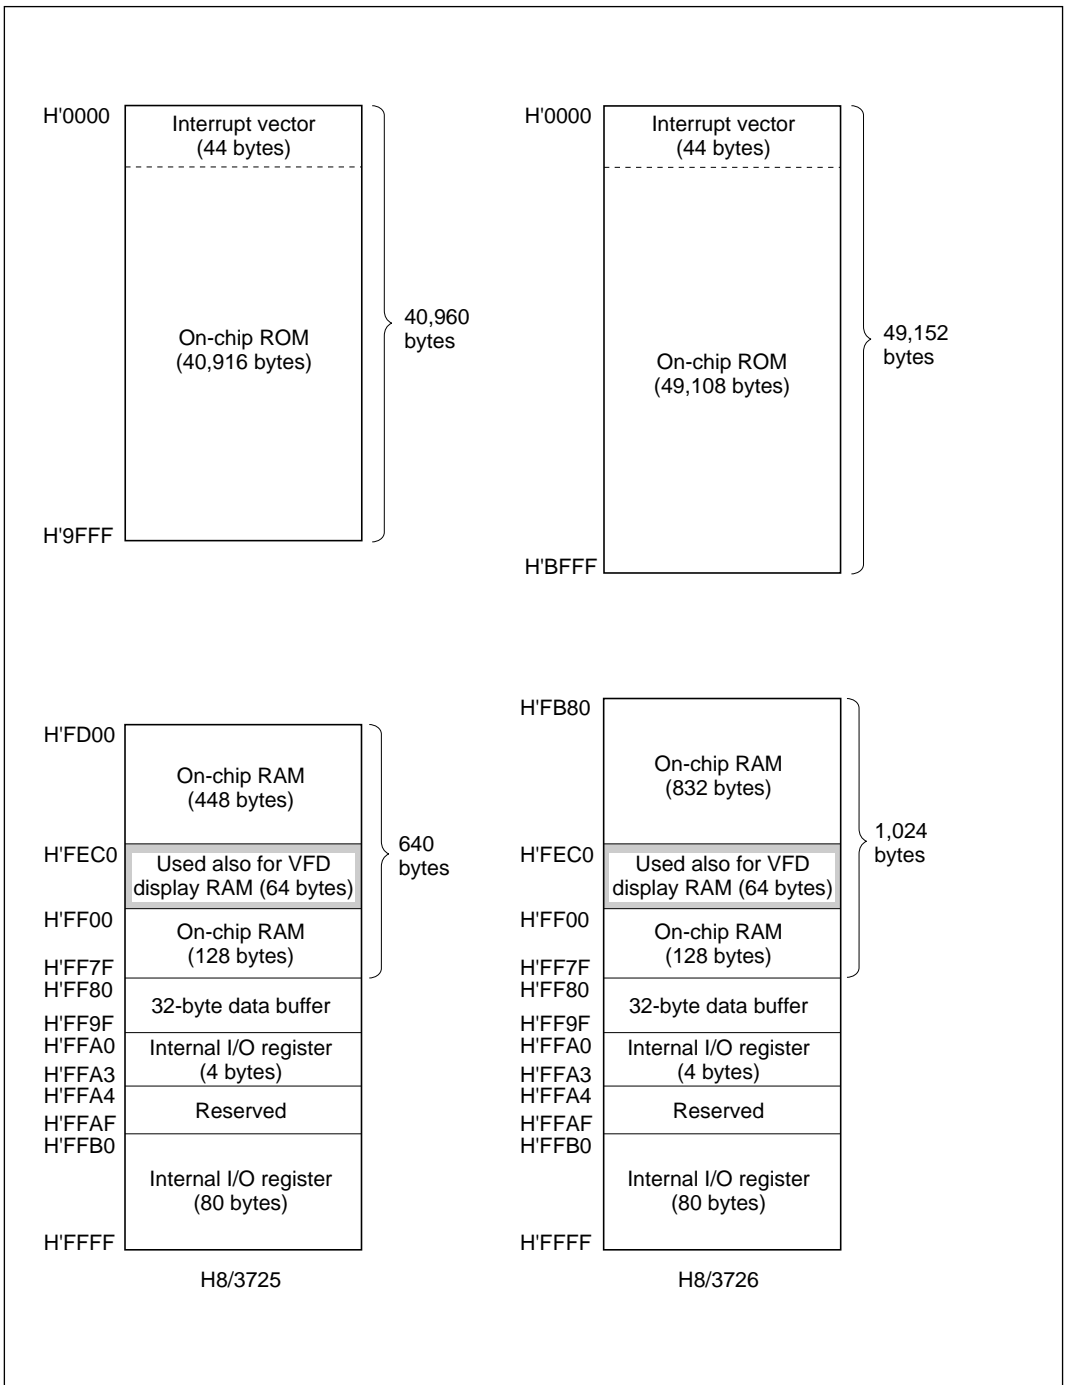 H'0000
Interrupt vector
(44 bytes)
On-chip ROM
(40,916 bytes)
40,960
bytes
H'9FFF
H'FD00
On-chip RAM
(448 bytes)
H'FEC0
Used also for VFD
display RAM (64 bytes)
640
bytes
H'FF00
On-chip RAM
(128 bytes)
H'FF7F
H'FF80
32-byte data buffer
H'FF9F
H'FFA0
Internal I/O register
(4 bytes)
H'FFA3
H'FFA4
Reserved
H'FFAF
H'FFB0
Internal I/O register
(80 bytes)
H'FFFF
H8/3725
H'0000
Interrupt vector
(44 bytes)
On-chip ROM
(49,108 bytes)
49,152
bytes
H'BFFF
H'FB80
On-chip RAM
(832 bytes)
1,024
bytes
H'FEC0
Used also for VFD
display RAM (64 bytes)
H'FF00
On-chip RAM
(128 bytes)
H'FF7F
H'FF80
32-byte data buffer
H'FF9F
H'FFA0
Internal I/O register
(4 bytes)
H'FFA3
H'FFA4
Reserved
H'FFAF
H'FFB0
Internal I/O register
(80 bytes)
H'FFFF
H8/3726